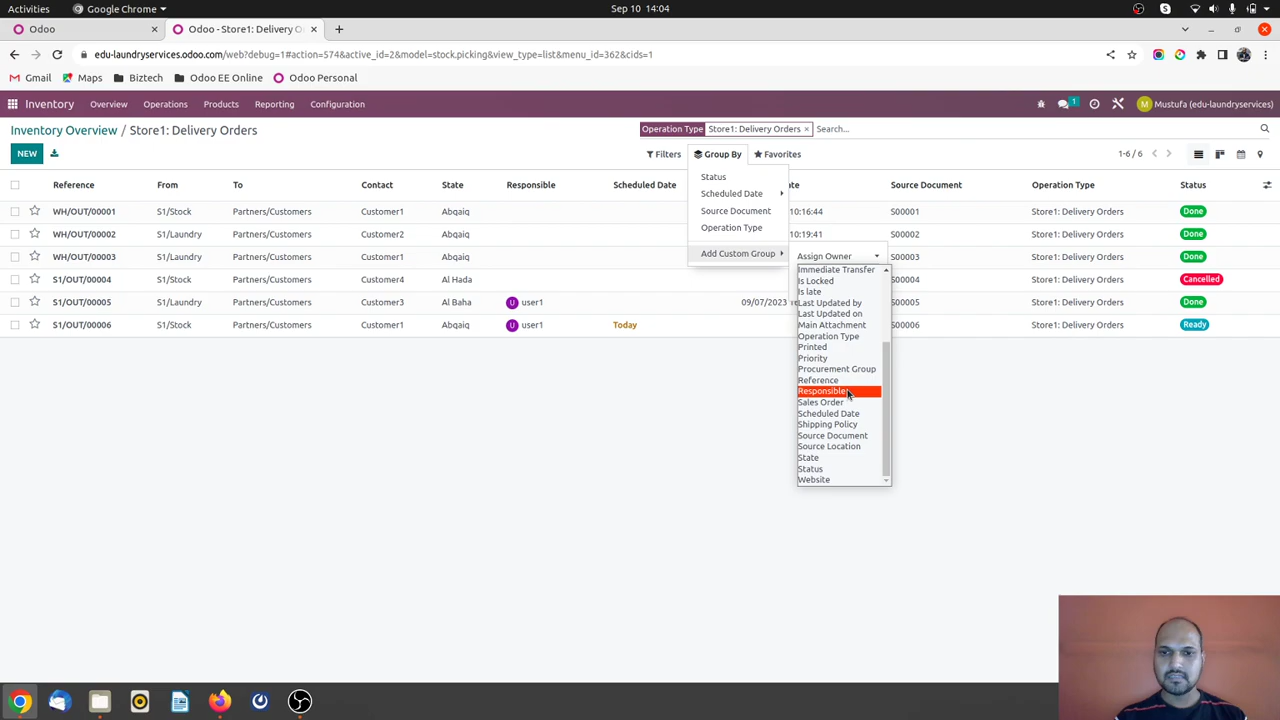 Activities Google Chrome Sep 10 14:04
Odoo × Odoo - Store1: Delivery O × +
edu-laundryservices.odoo.com/web?debug=1#action=574&active_id=2&model=stock.picking&view_type=list&menu_id=362&cids=1
Gmail Maps Biztech Odoo EE Online Odoo Personal
Inventory Overview Operations Products Reporting Configuration 1 M Mustufa (edu-laundryservices)
Inventory Overview / Store1: Delivery Orders Operation Type Store1: Delivery Orders × Search...
NEW Filters Group By Favorites 1-6 / 6
Reference From To Contact State Responsible Scheduled Date Source Document Operation Type Status
WH/OUT/00001 S1/Stock Partners/Customers Customer1 Abqaiq 10:16:44 S00001 Store1: Delivery Orders Done
WH/OUT/00002 S1/Laundry Partners/Customers Customer2 Abqaiq 10:19:41 S00002 Store1: Delivery Orders Done
WH/OUT/00003 S1/Laundry Partners/Customers Customer1 Abqaiq S00003 Store1: Delivery Orders Done
S1/OUT/00004 S1/Stock Partners/Customers Customer1 Al Hada S00004 Store1: Delivery Orders Cancelled
S1/OUT/00005 S1/Laundry Partners/Customers Customer3 Al Baha U user1 09/07/2023 S00005 Store1: Delivery Orders Done
S1/OUT/00006 S1/Stock Partners/Customers Customer1 Abqaiq U user1 Today S00006 Store1: Delivery Orders Ready
Status
Scheduled Date
Source Document
Operation Type
Add Custom Group
Assign Owner
Immediate Transfer
Is Locked
Is late
Last Updated by
Last Updated on
Main Attachment
Operation Type
Printed
Priority
Procurement Group
Reference
Responsible
Sales Order
Scheduled Date
Shipping Policy
Source Document
Source Location
State
Status
Website